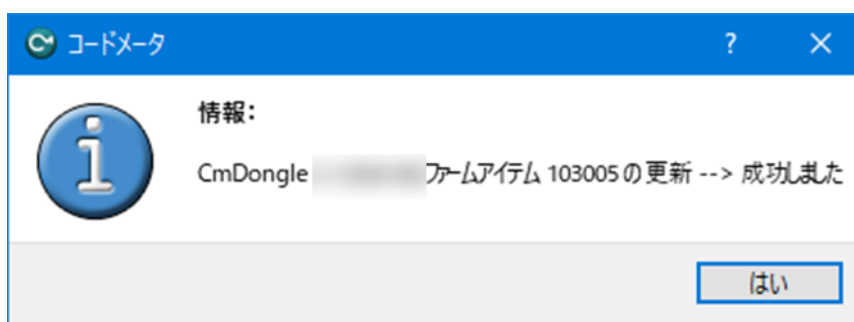 コードメータ
?
×
i
情報:
CmDongle ファームアイテム 103005 の更新 --> 成功しました
はい